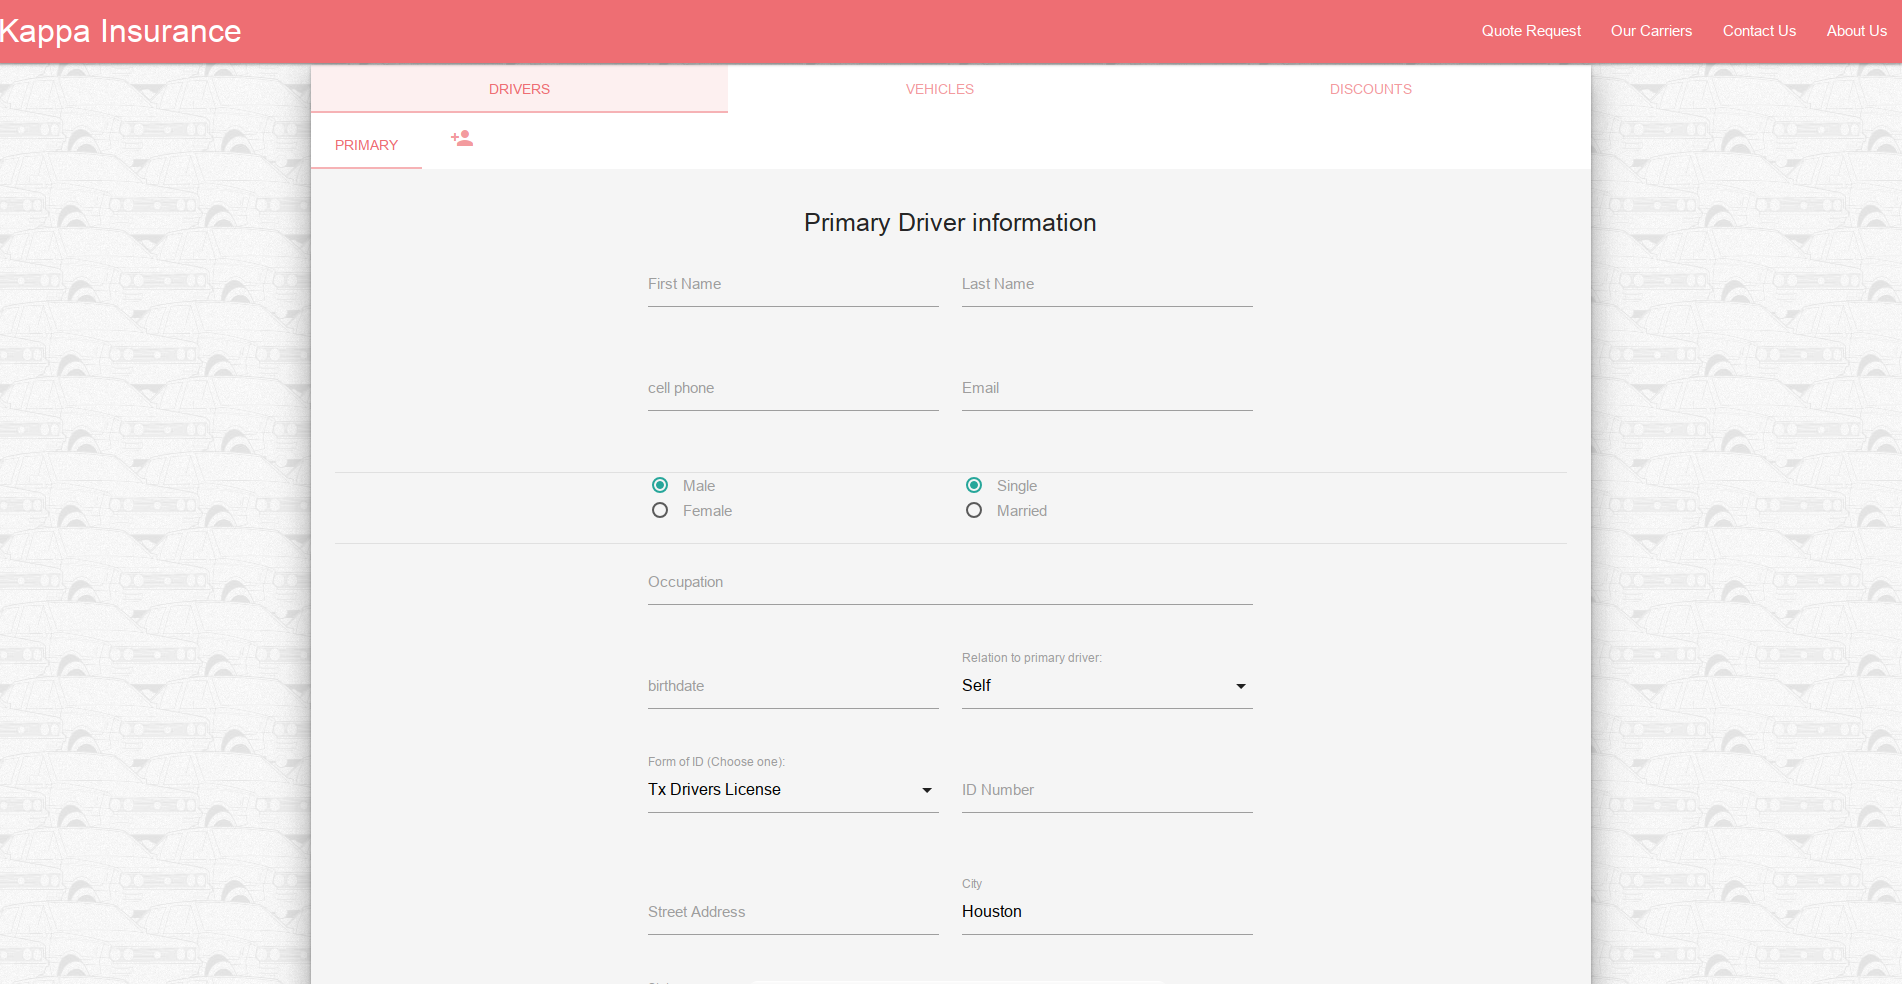 Kappa Insurance
Quote Request Our Carriers Contact Us About Us
DRIVERS VEHICLES DISCOUNTS
PRIMARY
Primary Driver information
First Name Last Name
cell phone Email
Male Single
Female Married
Occupation
Relation to primary driver:
birthdate Self
Form of ID (Choose one):
Tx Drivers License ID Number
City
Street Address Houston